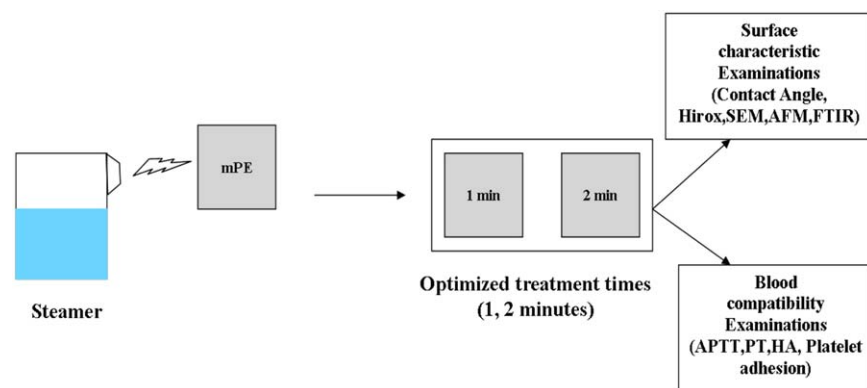 Steamer
mPE
1 min
2 min
Optimized treatment times
(1, 2 minutes)
Surface
characteristic
Examinations
(Contact Angle,
Hirox,SEM,AFM,FTIR)
Blood
compatibility
Examinations
(APTT,PT,HA, Platelet
adhesion)